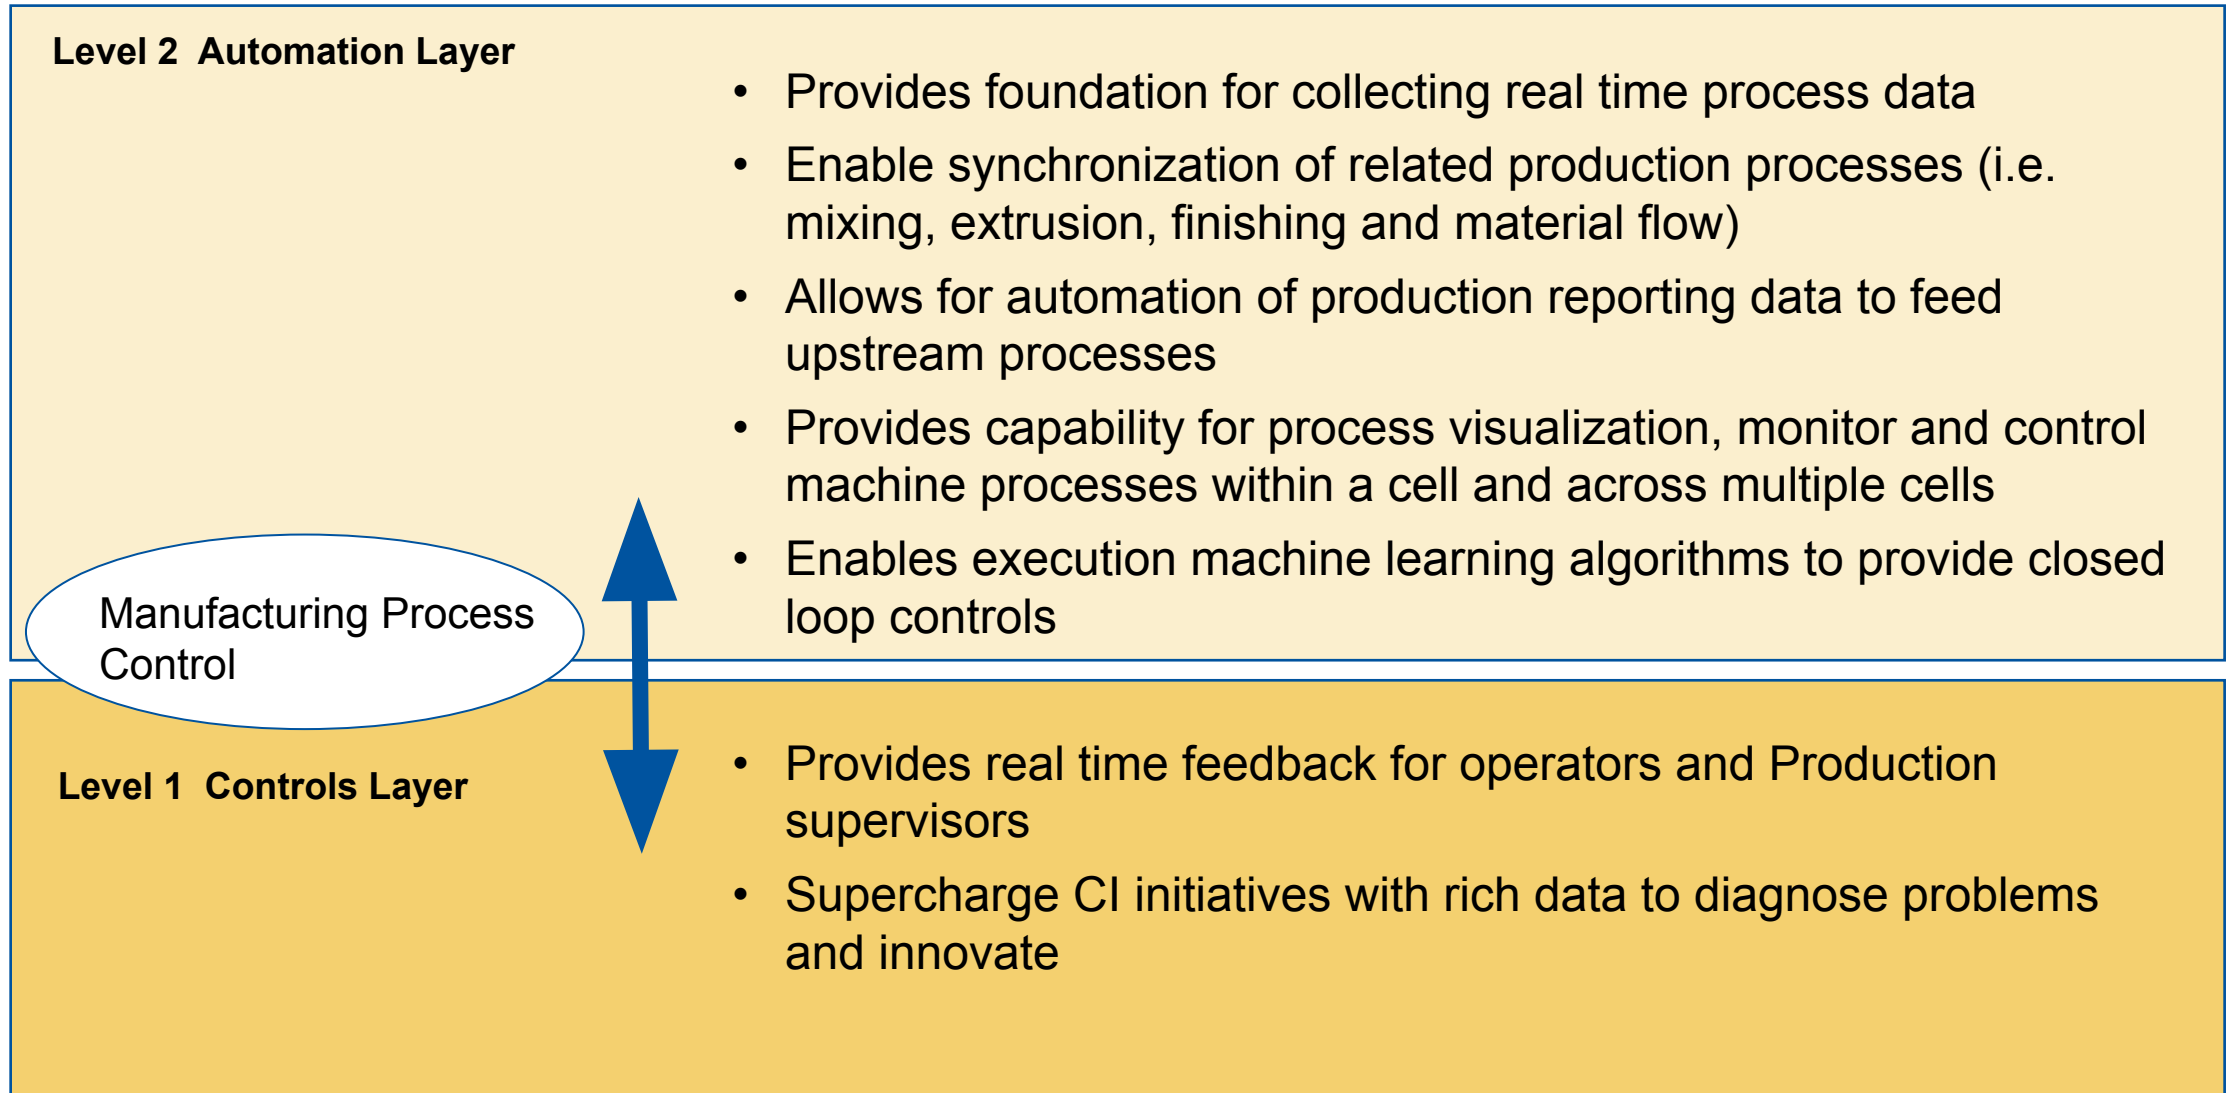 Level 2  Automation Layer
• Provides foundation for collecting real time process data
• Enable synchronization of related production processes (i.e.
mixing, extrusion, finishing and material flow)
• Allows for automation of production reporting data to feed
upstream processes
• Provides capability for process visualization, monitor and control
machine processes within a cell and across multiple cells
• Enables execution machine learning algorithms to provide closed
loop controls
Manufacturing Process
Control
Level 1  Controls Layer
• Provides real time feedback for operators and Production
supervisors
• Supercharge CI initiatives with rich data to diagnose problems
and innovate